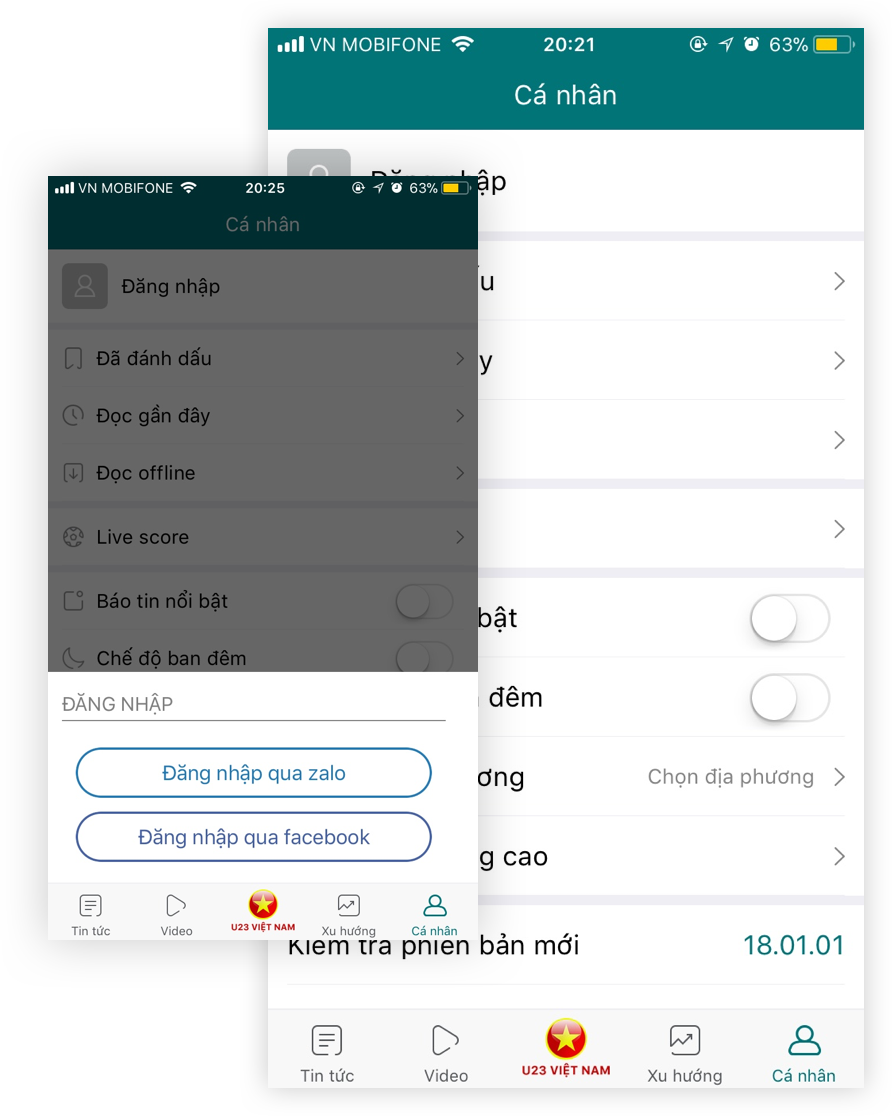 VN MOBIFONE 20:21 63%
Cá nhân
Đăng nhập
ấu
y
bật
đêm
ơng Chọn địa phương
g cao
Kiểm tra phiên bản mới 18.01.01
Tin tức Video U23 VIỆT NAM Xu hướng Cá nhân
VN MOBIFONE 20:25 63%
Cá nhân
Đăng nhập
Đã đánh dấu
Đọc gần đây
Đọc offline
Live score
Báo tin nổi bật
Chế độ ban đêm
ĐĂNG NHẬP
Đăng nhập qua zalo
Đăng nhập qua facebook
Tin tức Video U23 VIỆT NAM Xu hướng Cá nhân